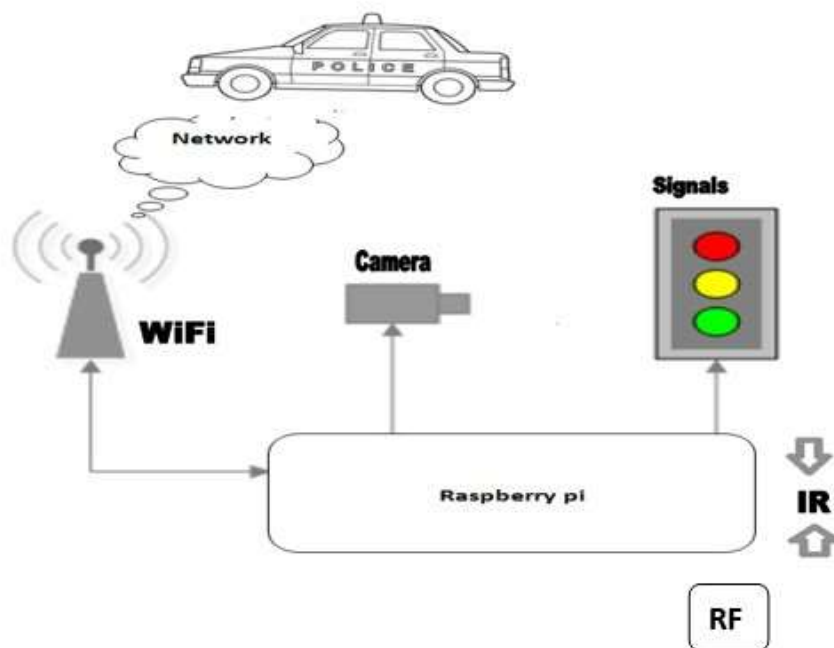 POLICE
Network
Signals
Camera
WiFi
Raspberry pi
IR
RF